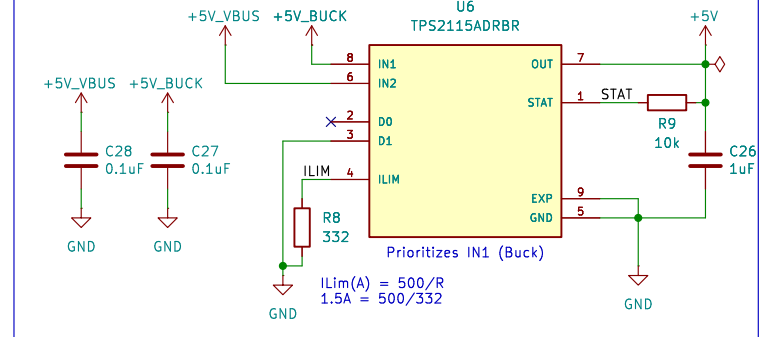 U6
TPS2115ADRBR
+5V_VBUS
+5V_BUCK
+5V
8
IN1
6
IN2
2
D0
3
D1
4
ILIM
ILIM
OUT
7
STAT
1
STAT
EXP
9
GND
5
R9
10k
C26
1uF
+5V_VBUS
+5V_BUCK
C28
0.1uF
C27
0.1uF
GND
GND
R8
332
GND
Prioritizes IN1 (Buck)
ILim(A) = 500/R
1.5A = 500/332
GND